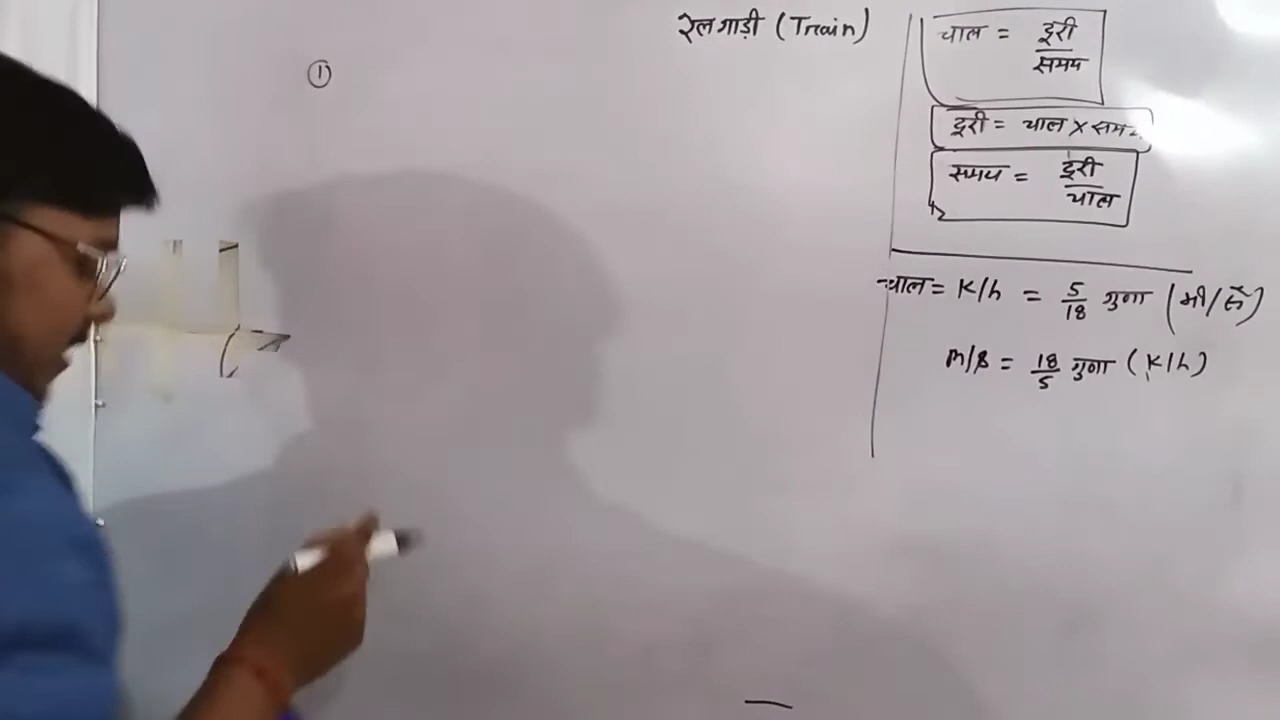 रेलगाड़ी (Train)
①
चाल = दूरी / समय
दूरी = चाल × समय
समय = दूरी / चाल
चाल = K/h = 5/18 गुणा (मी/से)
m/s = 18/5 गुणा (K/h)